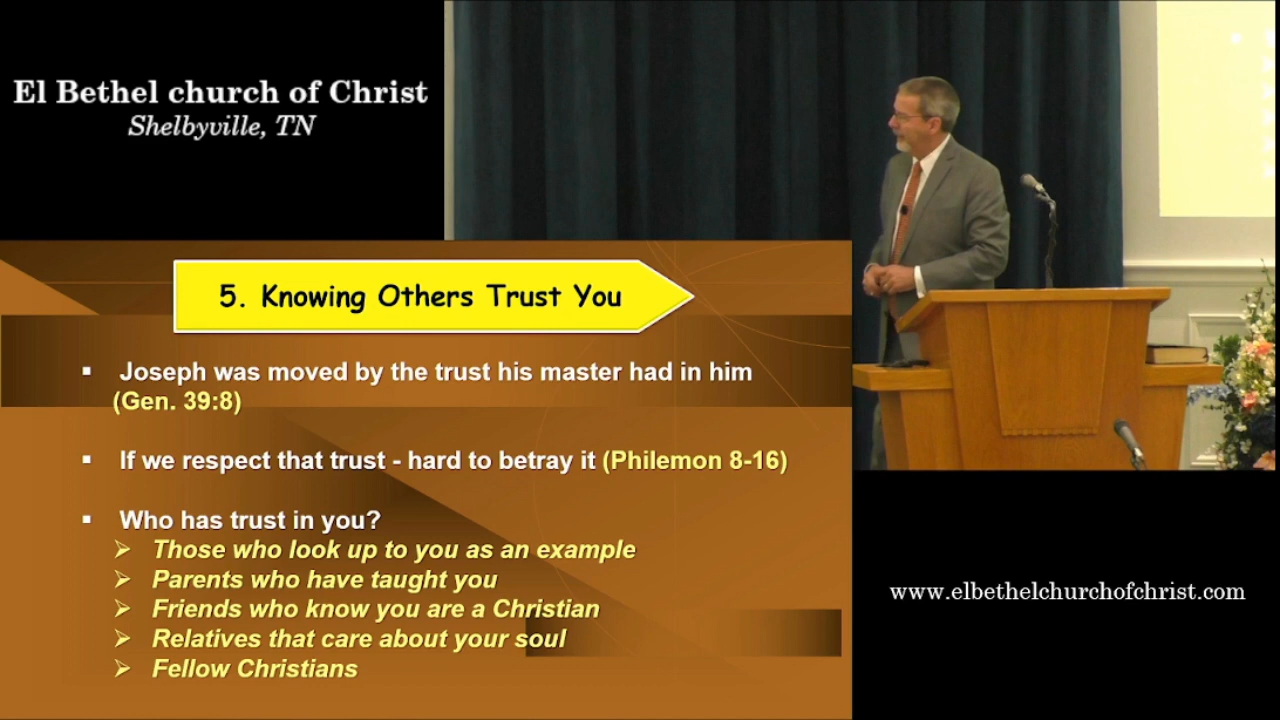 El Bethel church of Christ
Shelbyville, TN
5. Knowing Others Trust You
▪ Joseph was moved by the trust his master had in him
(Gen. 39:8)
▪ If we respect that trust - hard to betray it (Philemon 8-16)
▪ Who has trust in you?
➢ Those who look up to you as an example
➢ Parents who have taught you
➢ Friends who know you are a Christian
➢ Relatives that care about your soul
➢ Fellow Christians
www.elbethelchurchofchrist.com